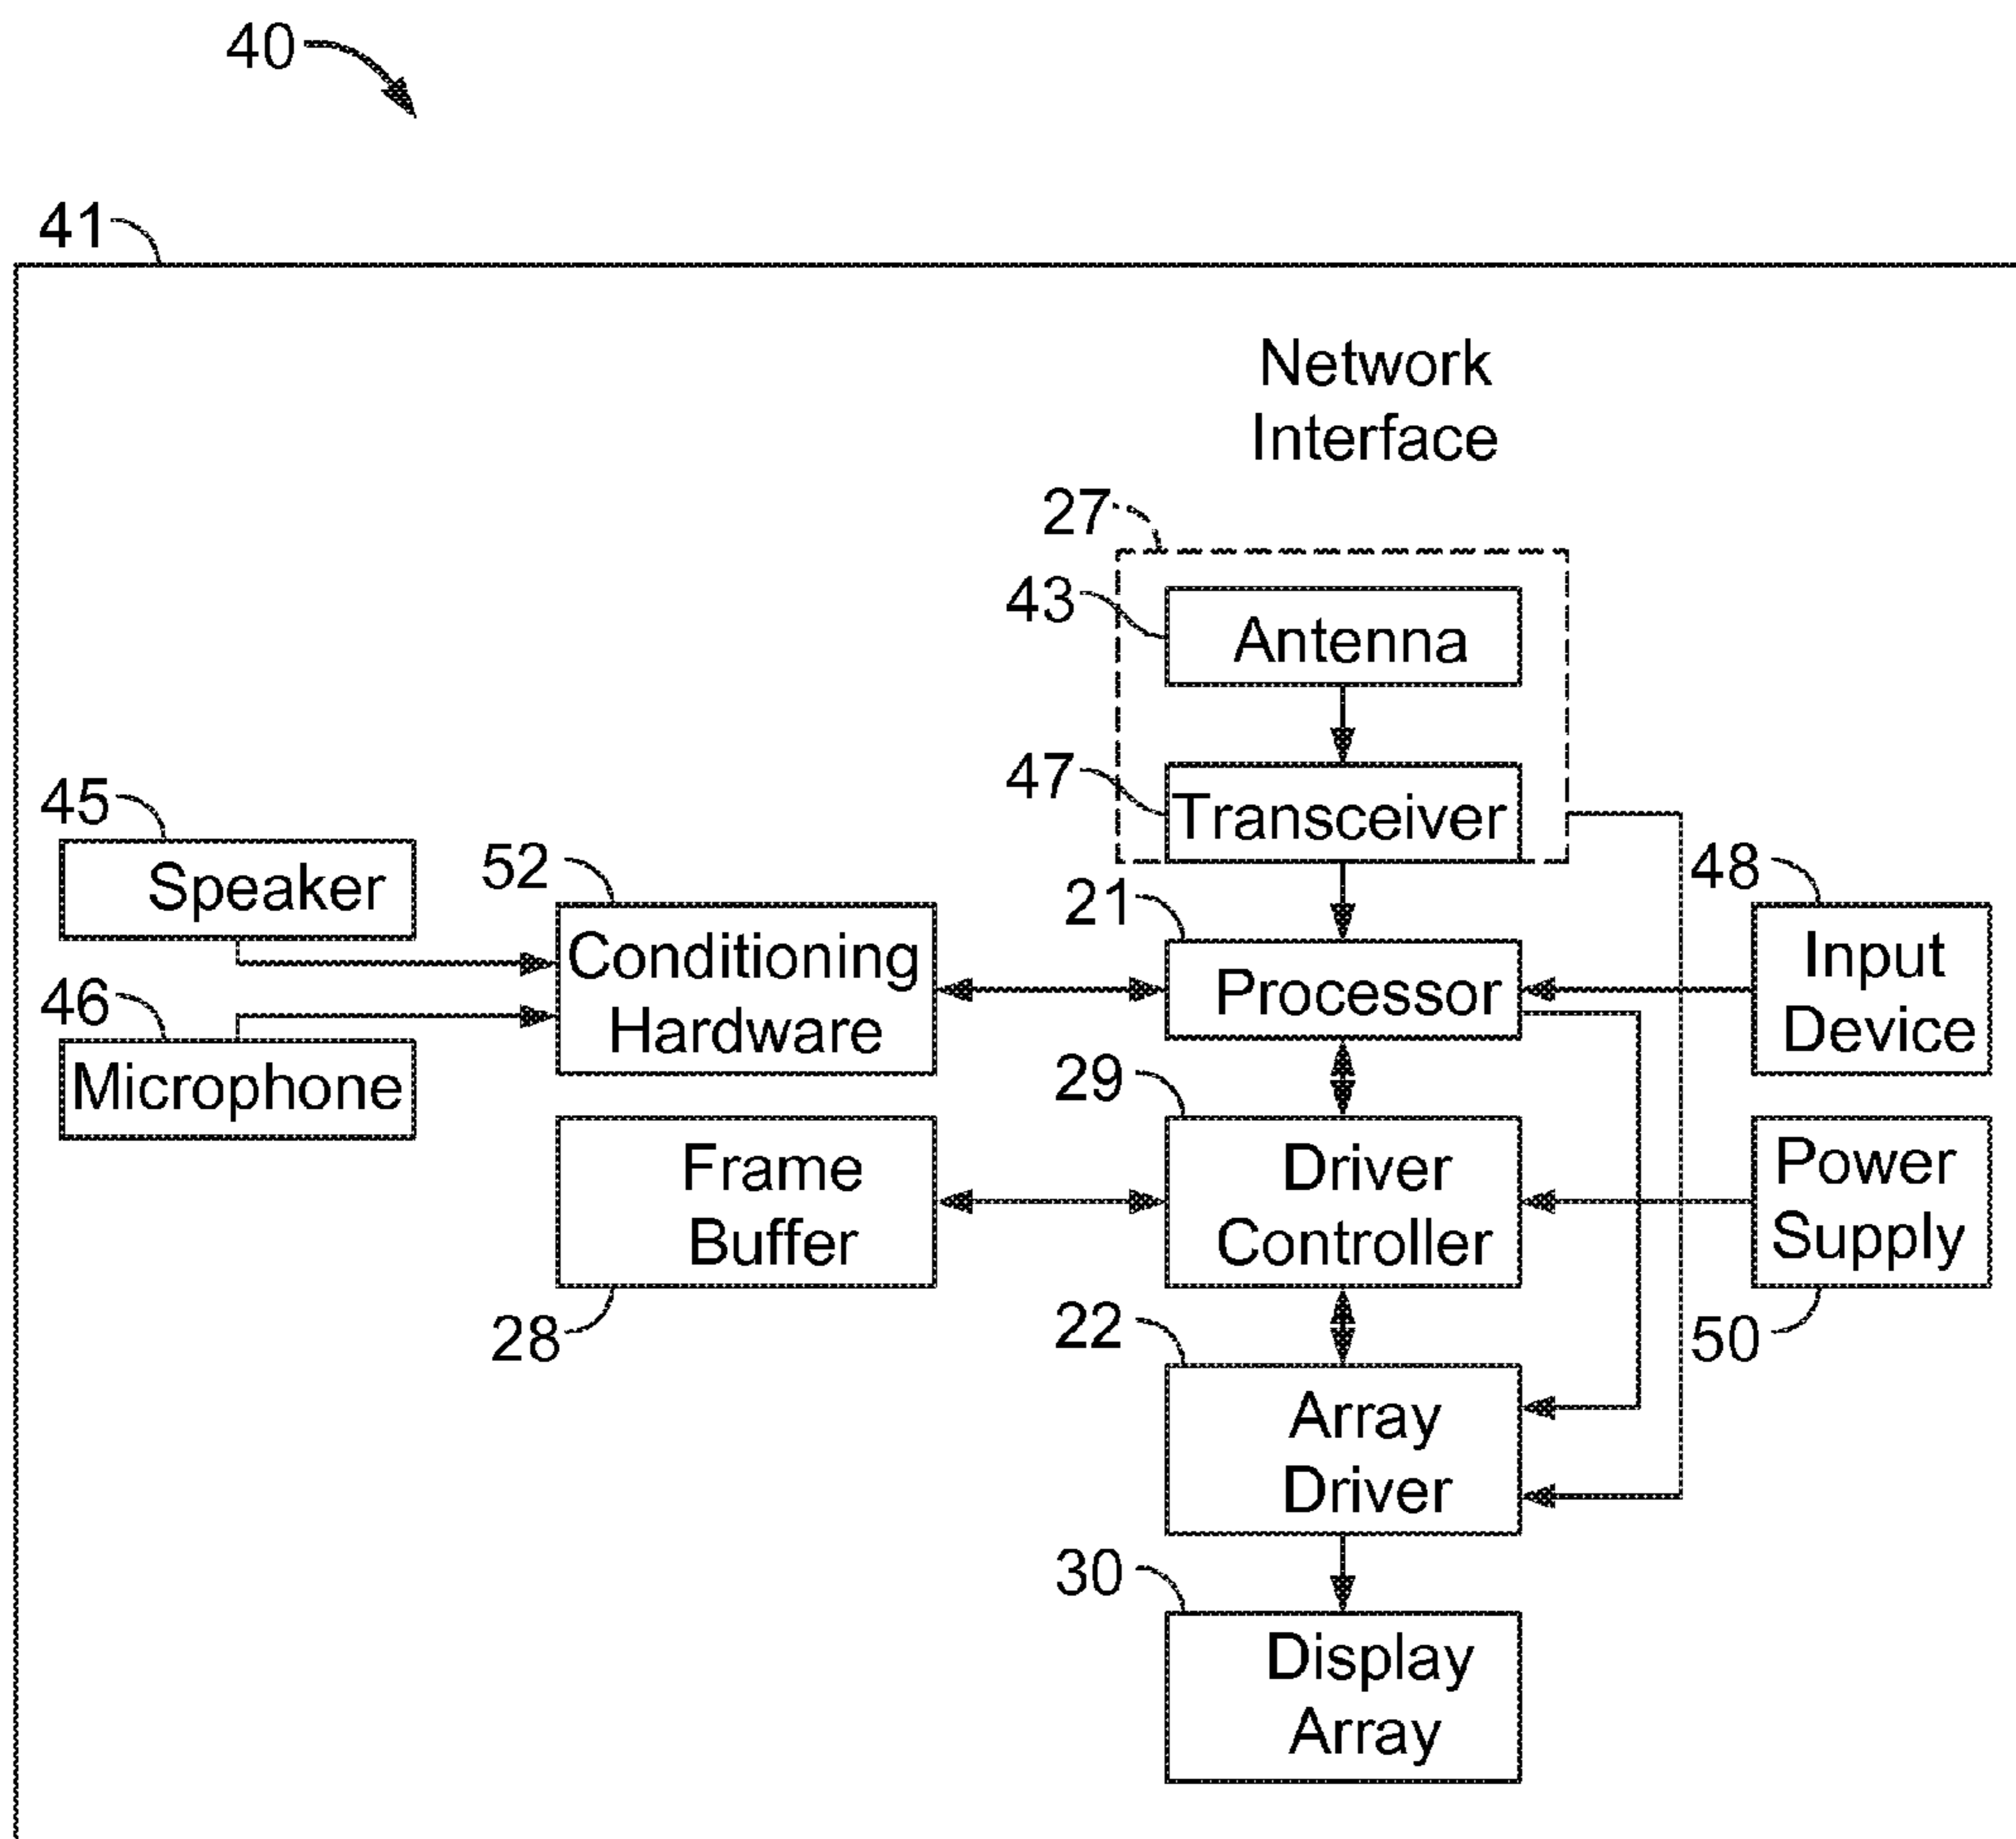 40
41
Network
Interface
27
43
Antenna
47
Transceiver
45
Speaker
52
Conditioning
Hardware
21
Processor
48
Input
Device
46
Microphone
29
Driver
Controller
Frame
Buffer
28
Power
Supply
50
22
Array
Driver
30
Display
Array